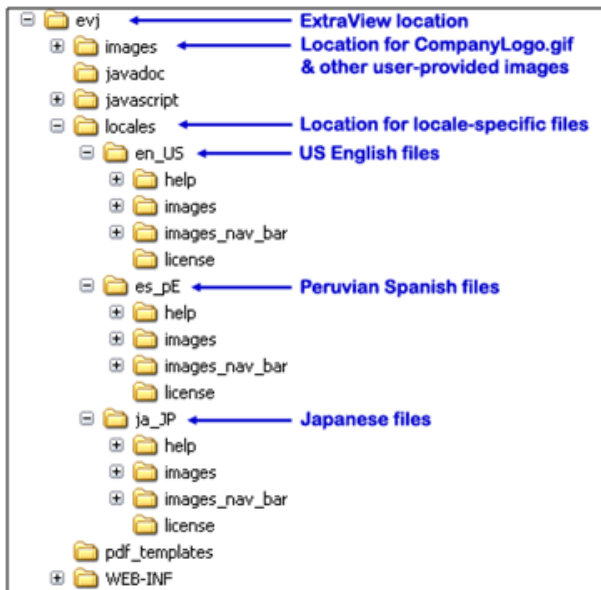 evj ExtraView location
images Location for CompanyLogo.gif
& other user-provided images
javadoc
javascript
locales Location for locale-specific files
en_US US English files
help
images
images_nav_bar
license
es_pE Peruvian Spanish files
help
images
images_nav_bar
license
ja_JP Japanese files
help
images
images_nav_bar
license
pdf_templates
WEB-INF